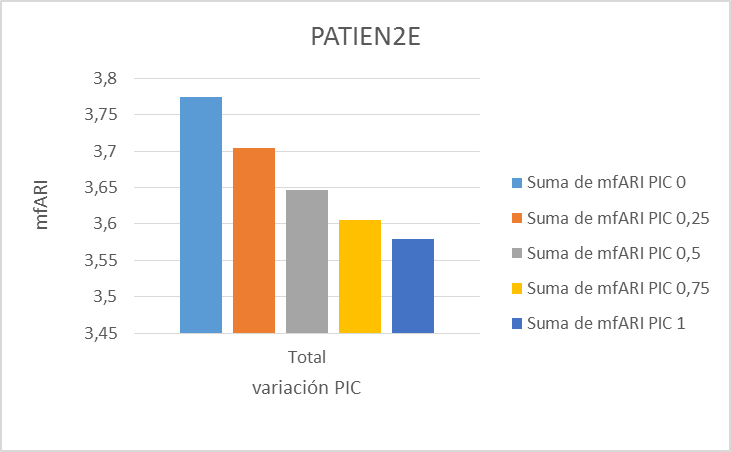 PATIEN2E
3,8
3,75
3,7
3,65
3,6
3,55
3,5
3,45
mfARI
Total
variación PIC
Suma de mfARI PIC 0
Suma de mfARI PIC 0,25
Suma de mfARI PIC 0,5
Suma de mfARI PIC 0,75
Suma de mfARI PIC 1